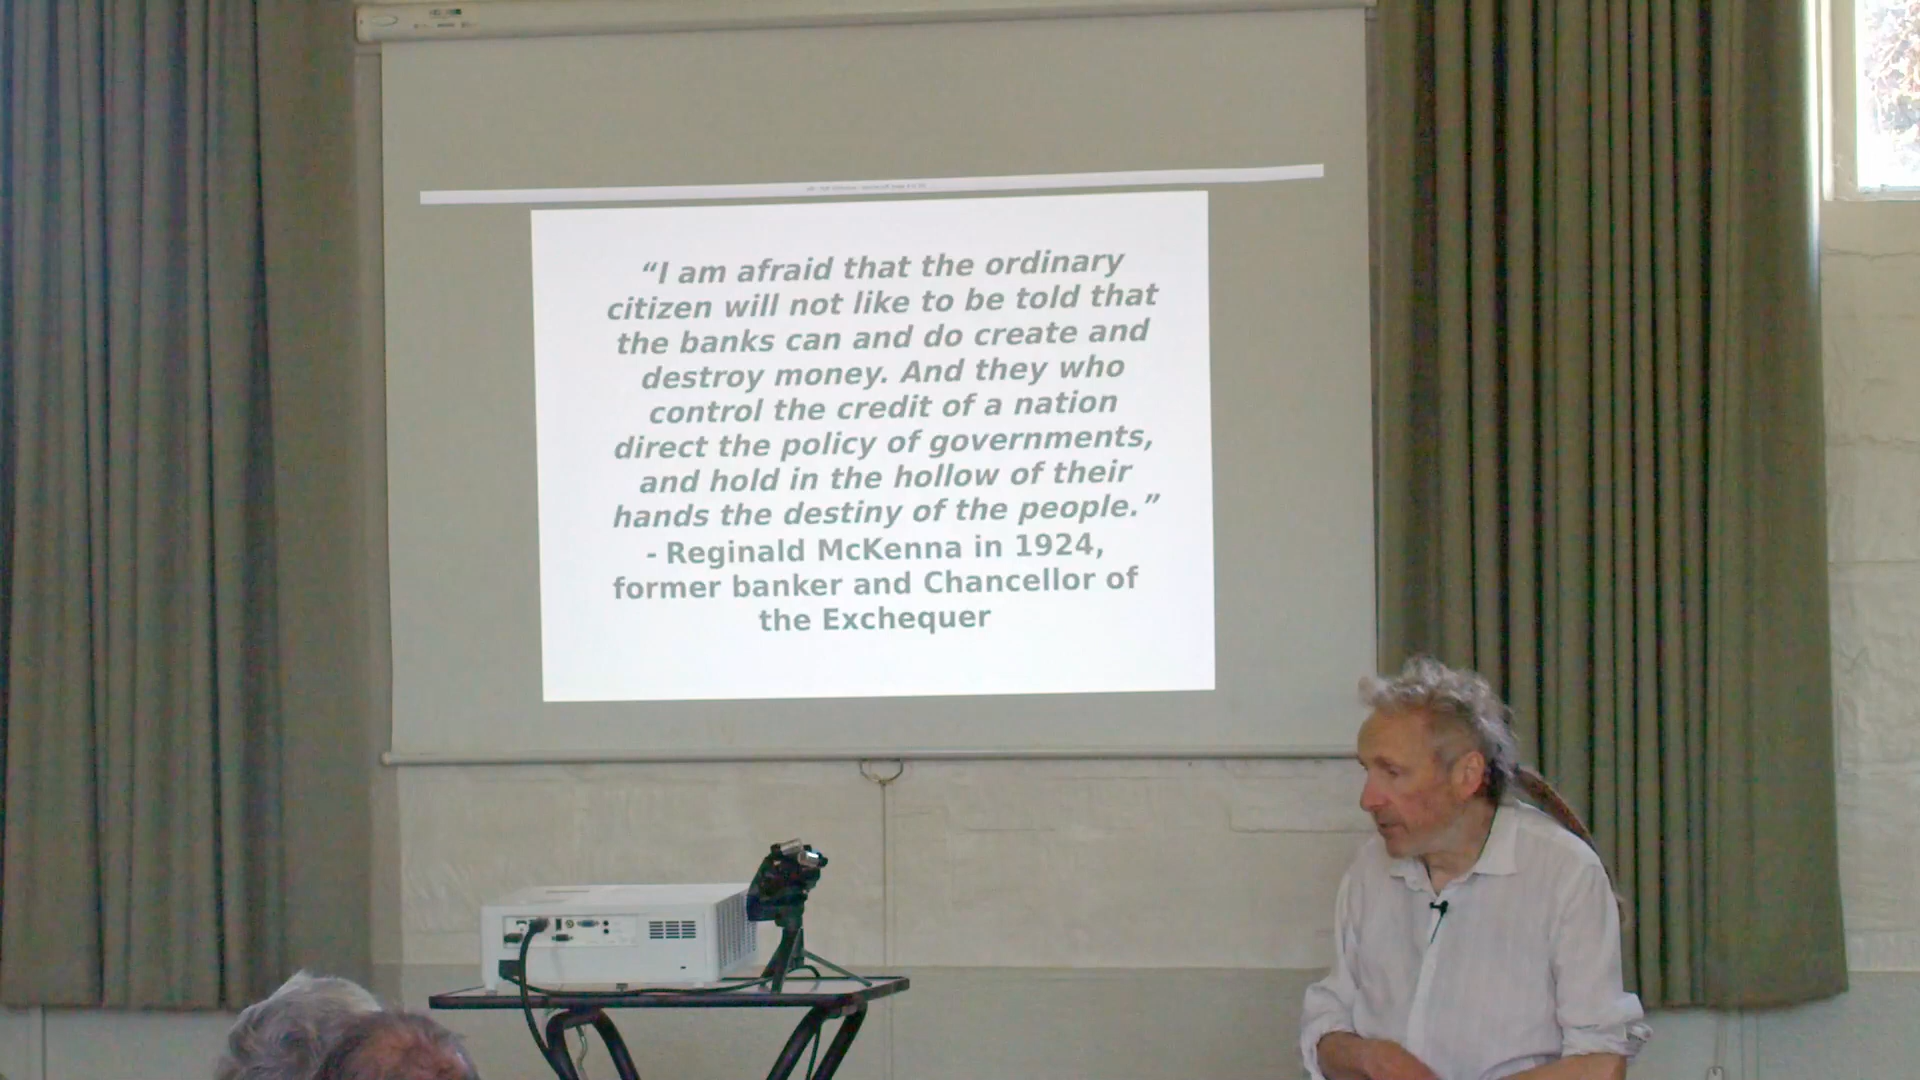 “I am afraid that the ordinary
citizen will not like to be told that
the banks can and do create and
destroy money. And they who
control the credit of a nation
direct the policy of governments,
and hold in the hollow of their
hands the destiny of the people.”
- Reginald McKenna in 1924,
former banker and Chancellor of
the Exchequer